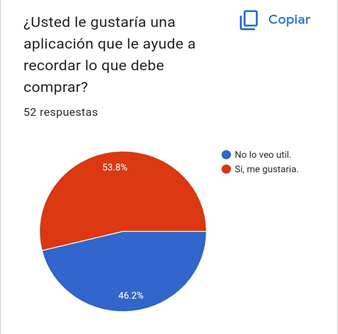 ¿Usted le gustaría una
Copiar
aplicación que le ayude a
recordar lo que debe
comprar?
52 respuestas
No lo veo util.
Si, me gustaria.
53.8%
46.2%